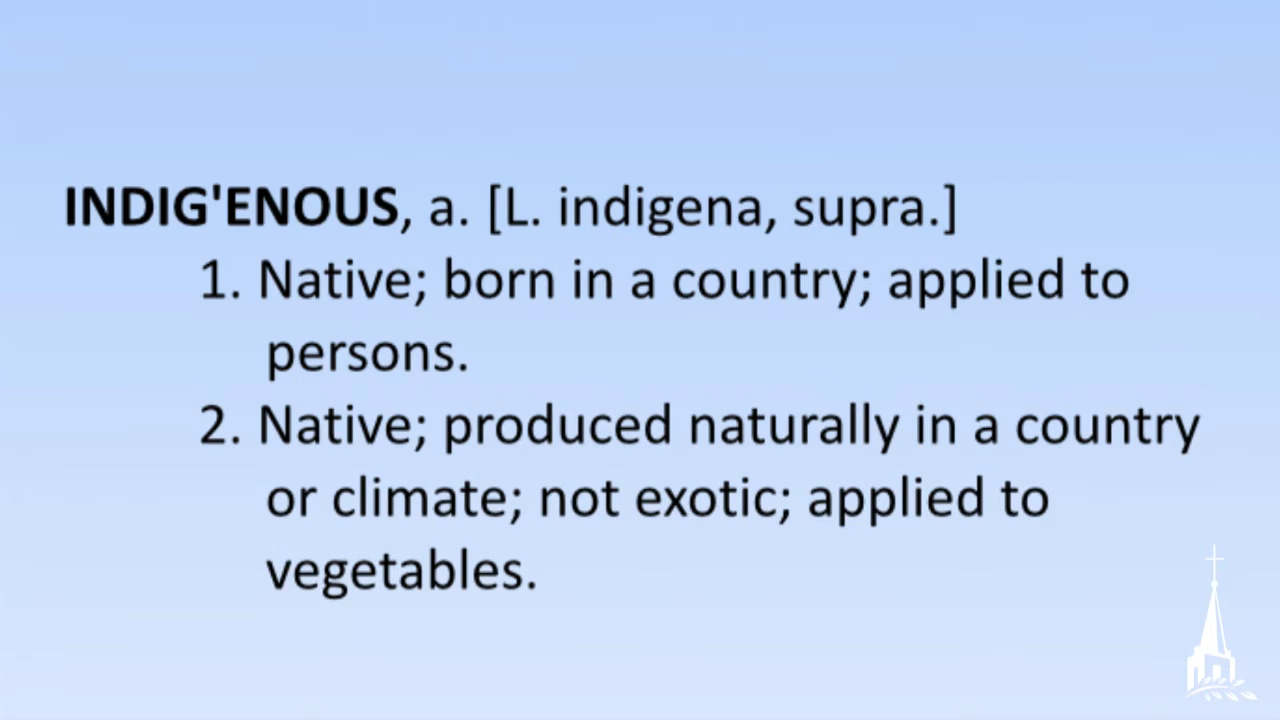 INDIG'ENOUS, a. [L. indigena, supra.]
1. Native; born in a country; applied to
persons.
2. Native; produced naturally in a country
or climate; not exotic; applied to
vegetables.